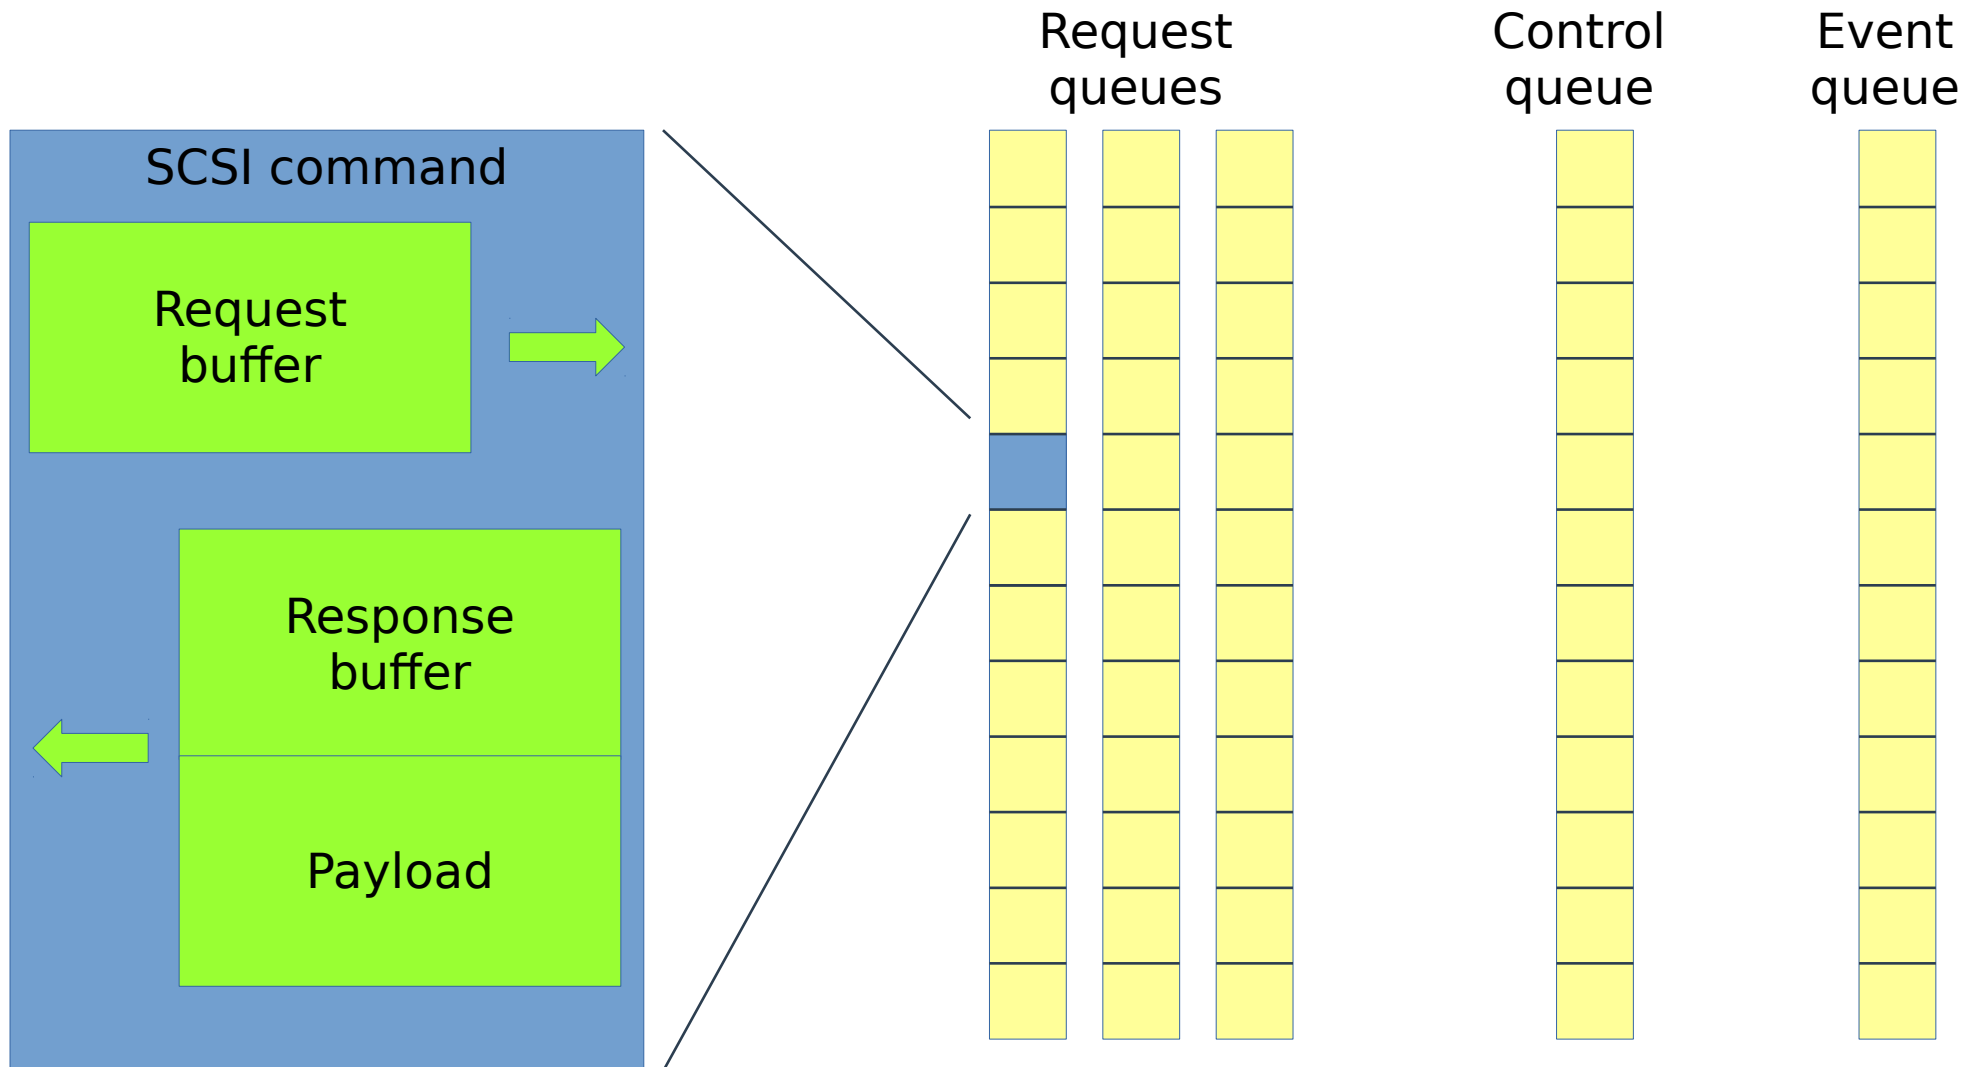 Request
queues
Control
queue
Event
queue
SCSI command
Request
buffer
Response
buffer
Payload